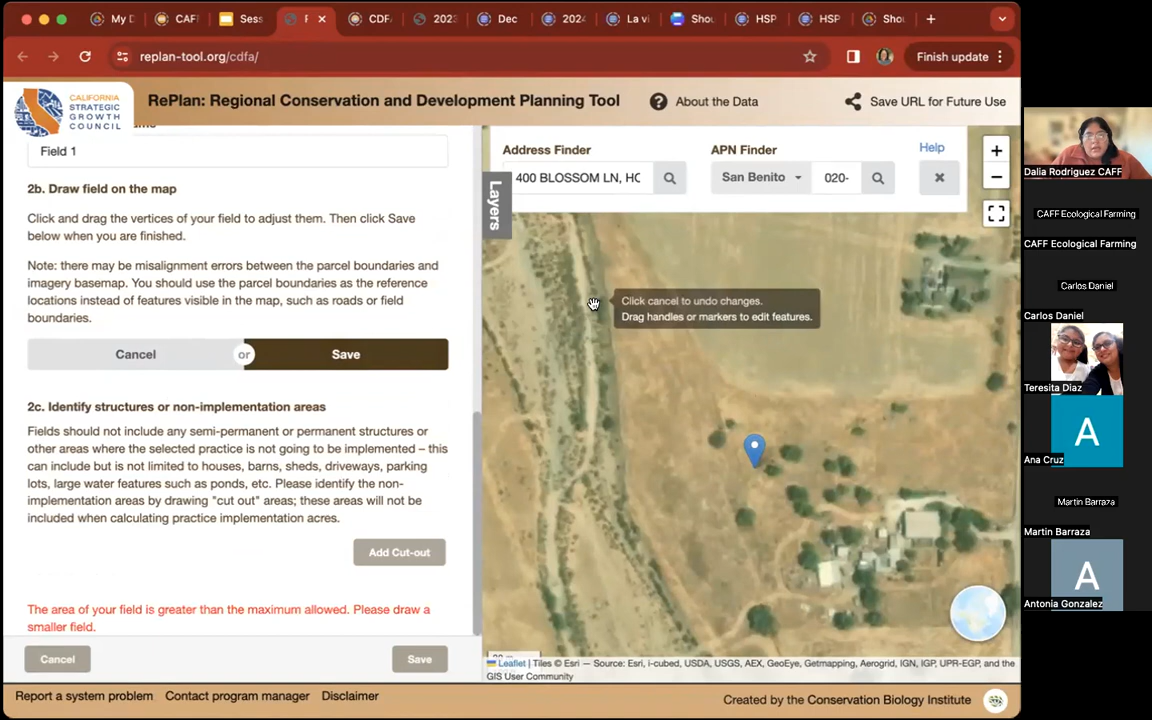 My D
CAFF
Sess
F
CDFA
2023
Dec
2024
La vi
Shou
HSP
HSP
Shou
replan-tool.org/cdfa/
Finish update
CALIFORNIA
STRATEGIC
GROWTH
COUNCIL
RePlan: Regional Conservation and Development Planning Tool
About the Data
Save URL for Future Use
Field 1
2b. Draw field on the map
Click and drag the vertices of your field to adjust them. Then click Save
below when you are finished.
Note: there may be misalignment errors between the parcel boundaries and
imagery basemap. You should use the parcel boundaries as the reference
locations instead of features visible in the map, such as roads or field
boundaries.
Cancel
or
Save
2c. Identify structures or non-implementation areas
Fields should not include any semi-permanent or permanent structures or
other areas where the selected practice is not going to be implemented – this
can include but is not limited to houses, barns, sheds, driveways, parking
lots, large water features such as ponds, etc. Please identify the non-
implementation areas by drawing "cut out" areas; these areas will not be
included when calculating practice implementation acres.
Add Cut-out
The area of your field is greater than the maximum allowed. Please draw a
smaller field.
Cancel
Save
Layers
Address Finder
400 BLOSSOM LN, HO
APN Finder
San Benito
020-
Help
+
−
Click cancel to undo changes.
Drag handles or markers to edit features.
Leaflet | Tiles © Esri — Source: Esri, i-cubed, USDA, USGS, AEX, GeoEye, Getmapping, Aerogrid, IGN, IGP, UPR-EGP, and the
GIS User Community
Report a system problem
Contact program manager
Disclaimer
Created by the Conservation Biology Institute
Dalia Rodriguez CAFF
CAFF Ecological Farming
CAFF Ecological Farming
Carlos Daniel
Carlos Daniel
Teresita Diaz
A
Ana Cruz
Martin Barraza
Martin Barraza
A
Antonia Gonzalez